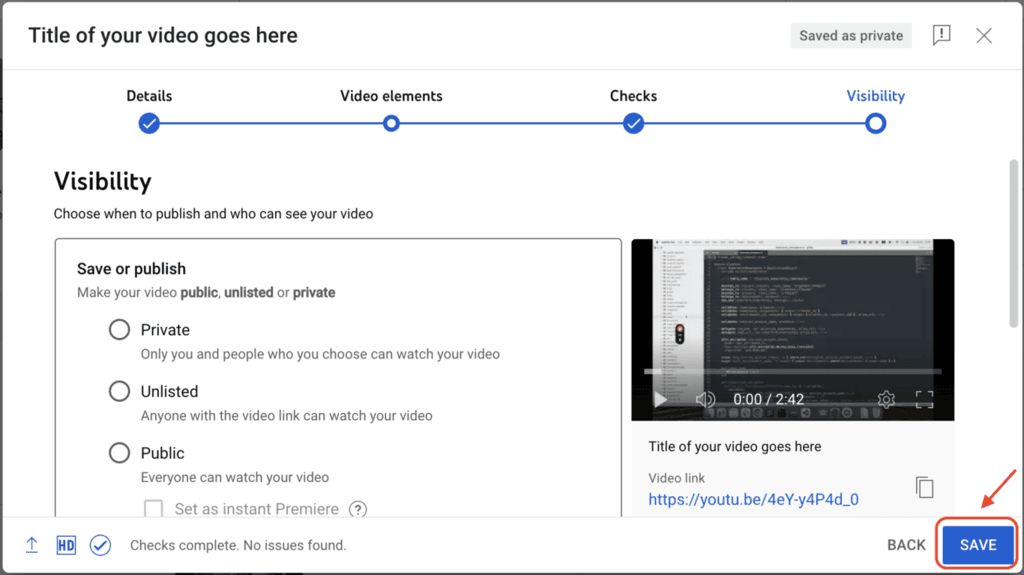 Title of your video goes here
Saved as private
Details
Video elements
Checks
Visibility
Visibility
Choose when to publish and who can see your video
Save or publish
Make your video public, unlisted or private
Private
Only you and people who you choose can watch your video
Unlisted
Anyone with the video link can watch your video
Public
Everyone can watch your video
Set as instant Premiere ?
0:00 / 2:42
Title of your video goes here
Video link
https://youtu.be/4eY-y4P4d_0
HD
Checks complete. No issues found.
BACK
SAVE